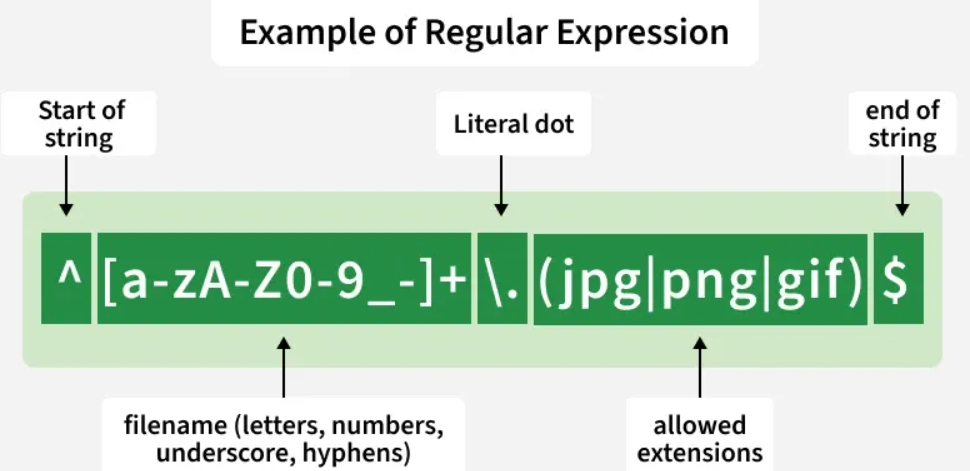 Example of Regular Expression
Start of
string
Literal dot
end of
string
^[a-zA-Z0-9_-]+\.(jpg|png|gif)$
filename (letters, numbers,
underscore, hyphens)
allowed
extensions